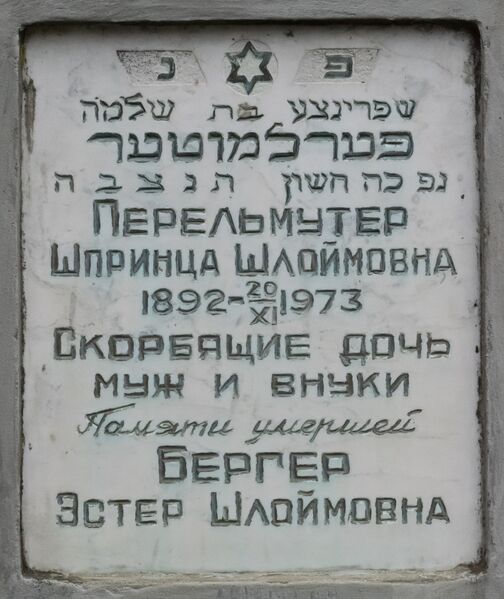 פ נ
שפרינצע בת שלמה
פערלמוטער
נפ כה חשון ת נ צ ב ה
Перельмутер
Шпринца Шлоймовна
1892-20/XI 1973
Скорбящие дочь
муж и внуки
Памяти умершей
Бергер
Эстер Шлоймовна